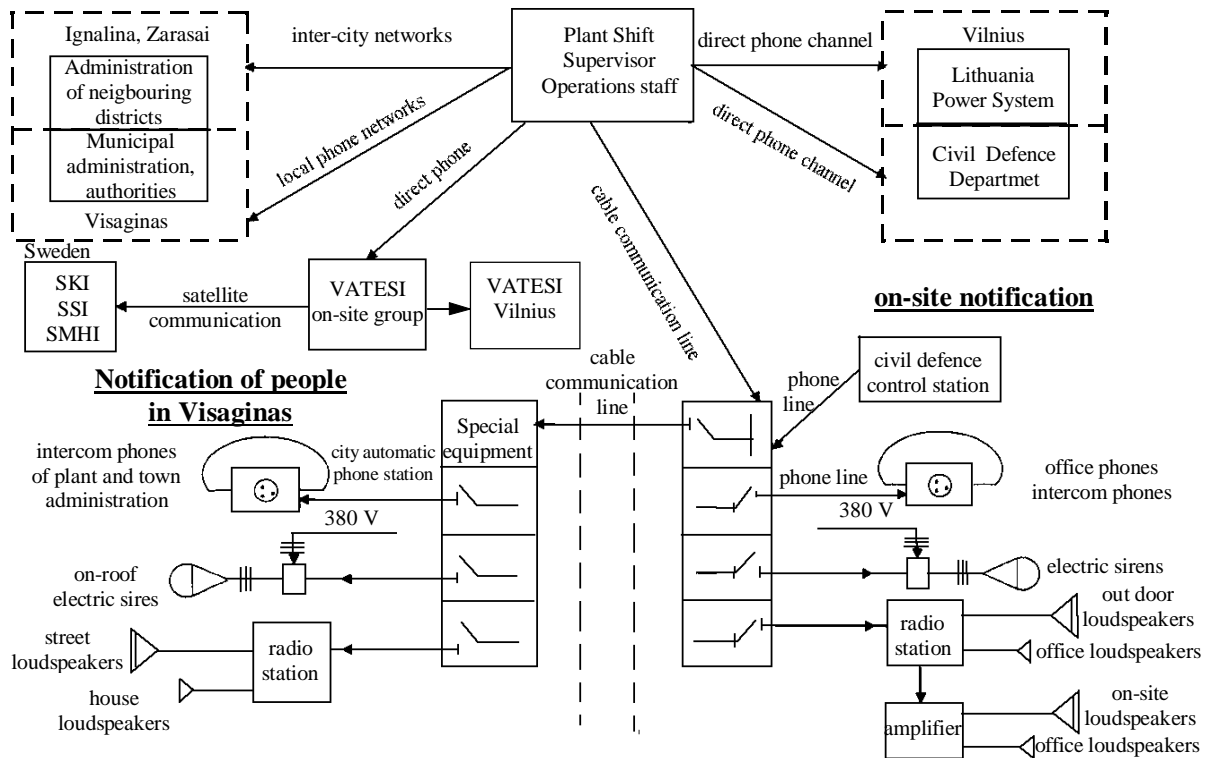 Ignalina, Zarasai
Administration
of neigbouring
districts
Municipal
administration,
authorities
Visaginas
inter-city networks
local phone networks
direct phone
Plant Shift
Supervisor
Operations staff
direct phone channel
direct phone channel
cable communication line
Vilnius
Lithuania
Power System
Civil Defence
Departmet
Sweden
SKI
SSI
SMHI
satellite
communication
VATESI
on-site group
VATESI
Vilnius
on-site notification
civil defence
control station
phone
line
Notification of people
in Visaginas
cable
communication
line
Special
equipment
intercom phones
of plant and town
administration
city automatic
phone station
380 V
on-roof
electric sires
street
loudspeakers
radio
station
house
loudspeakers
phone line
office phones
intercom phones
380 V
electric sirens
out door
loudspeakers
radio
station
office loudspeakers
on-site
loudspeakers
amplifier
office loudspeakers